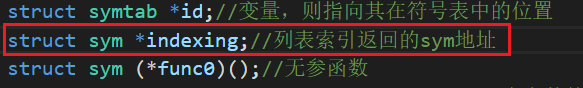 struct symtab *id;//变量，则指向其在符号表中的位置
struct sym *indexing;//列表索引返回的sym地址
struct sym (*func0)();//无参函数